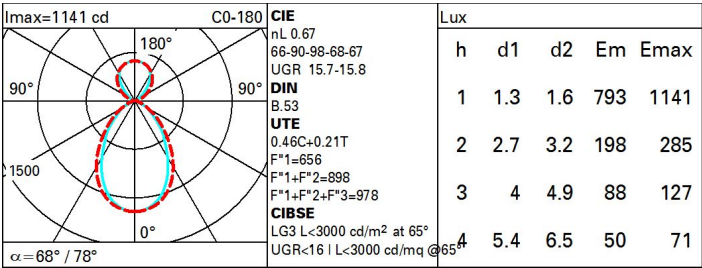 Imax=1141 cd C0-180
180°
90° 90°
1500
0°
α=68° / 78°
CIE
nL 0.67
66-90-98-68-67
UGR 15.7-15.8
DIN
B.53
UTE
0.46C+0.21T
F"1=656
F"1+F"2=898
F"1+F"2+F"3=978
CIBSE
LG3 L<3000 cd/m² at 65°
UGR<16 | L<3000 cd/mq @65°
Lux
h d1 d2 Em Emax
1 1.3 1.6 793 1141
2 2.7 3.2 198 285
3 4 4.9 88 127
4 5.4 6.5 50 71